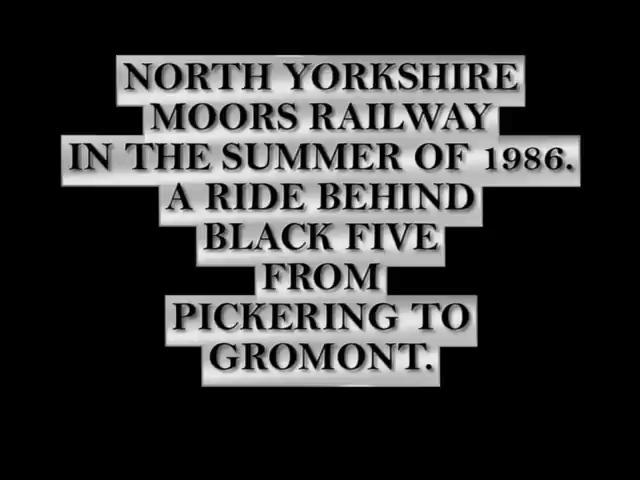 NORTH YORKSHIRE
MOORS RAILWAY
IN THE SUMMER OF 1986.
A RIDE BEHIND
BLACK FIVE
FROM
PICKERING TO
GROMONT.